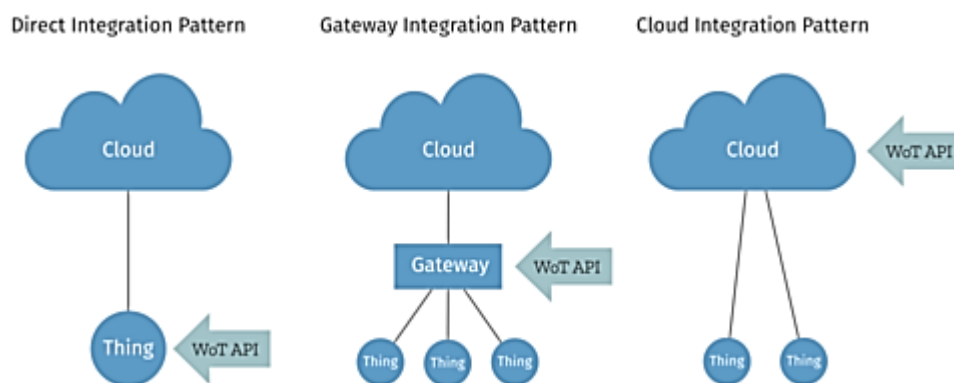 Direct Integration Pattern
Gateway Integration Pattern
Cloud Integration Pattern
Cloud
Cloud
Cloud
WoT API
Gateway
WoT API
Thing
WoT API
Thing
Thing
Thing
Thing
Thing